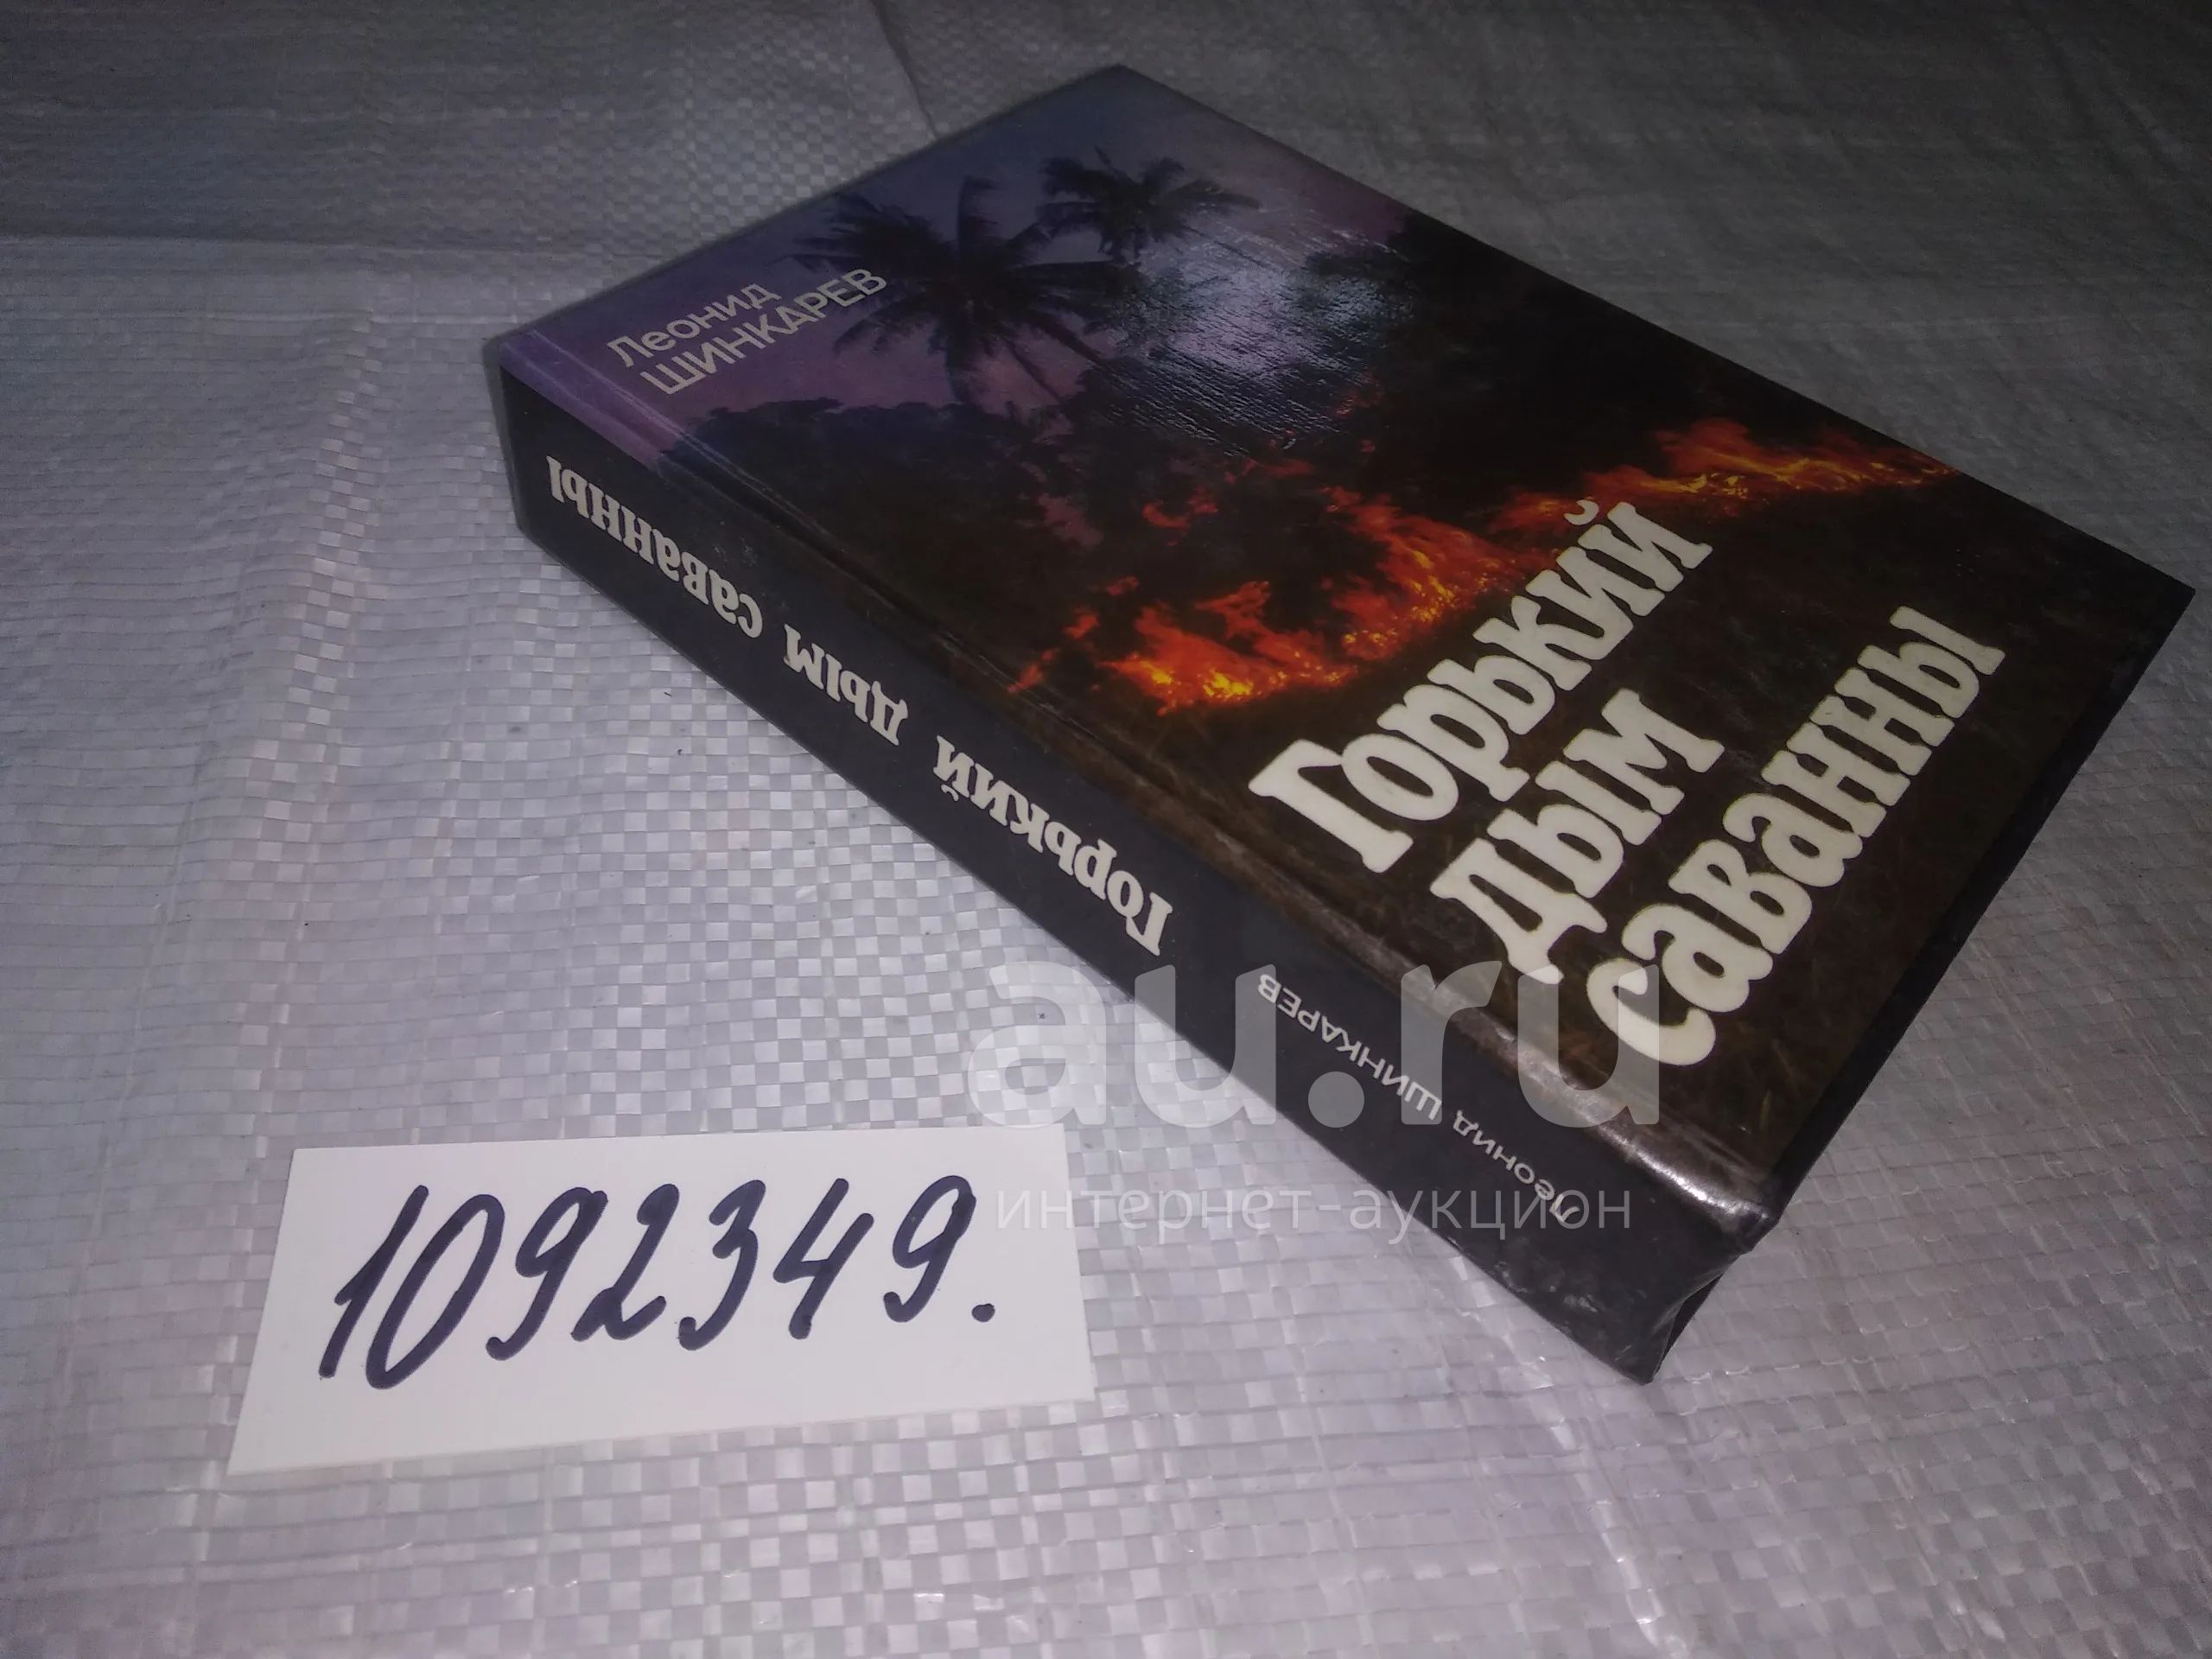 Леонид
ШИНКАРЕВ
Горький
дым
саванны
Леонид ШИНКАРЕВ Горький дым саванны
au.ru
интернет-аукцион
1092349.